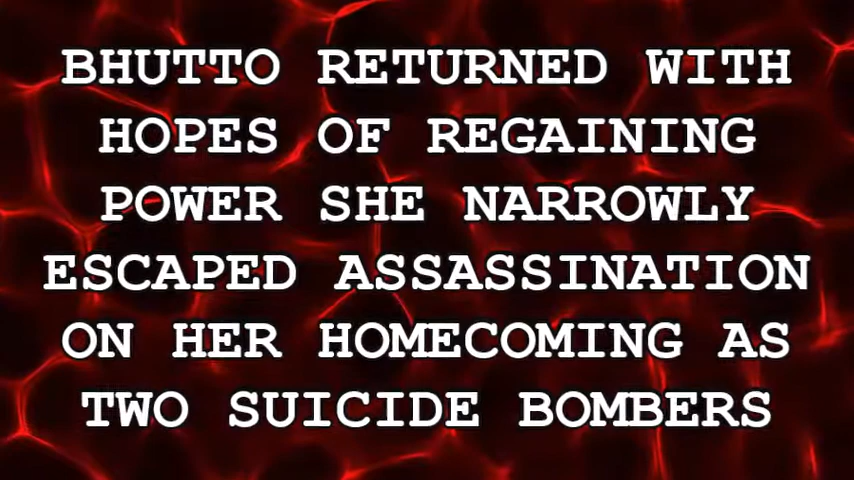 BHUTTO RETURNED WITH
HOPES OF REGAINING
POWER SHE NARROWLY
ESCAPED ASSASSINATION
ON HER HOMECOMING AS
TWO SUICIDE BOMBERS